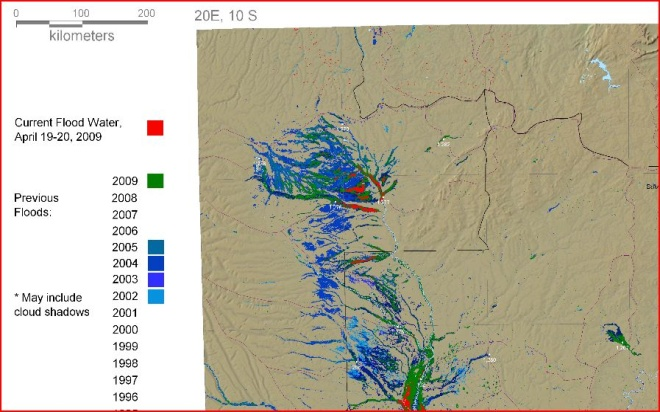 0 100 200
kilometers
20E, 10 S
Current Flood Water,
April 19-20, 2009
2009
Previous
Floods:
2008
2007
2006
2005
2004
2003
* May include
cloud shadows
2002
2001
2000
1999
1998
1997
1996